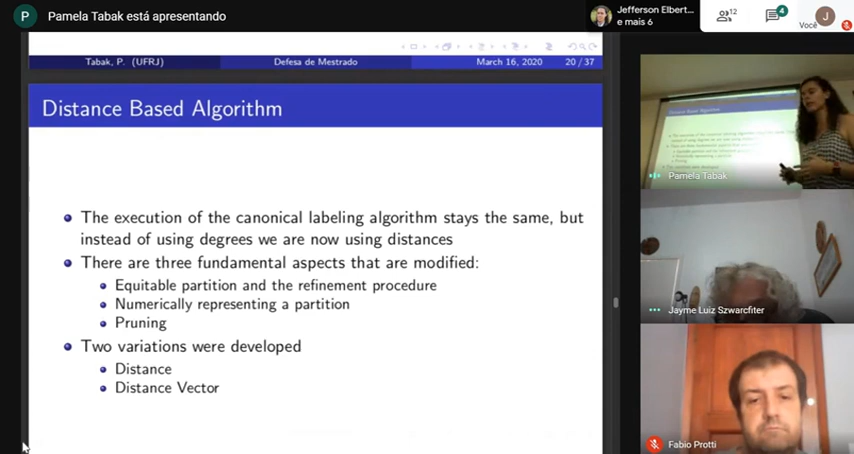 P Pamela Tabak está apresentando
Jefferson Elbert...
e mais 6
12
4
Você
J
Tabak, P. (UFRJ) Defesa de Mestrado March 16, 2020 20 / 37
Distance Based Algorithm
The execution of the canonical labeling algorithm stays the same, but
instead of using degrees we are now using distances
There are three fundamental aspects that are modified:
Equitable partition and the refinement procedure
Numerically representing a partition
Pruning
Two variations were developed
Distance
Distance Vector
Distance Based Algorithm
Pamela Tabak
Jayme Luiz Szwarcfiter
Fabio Protti